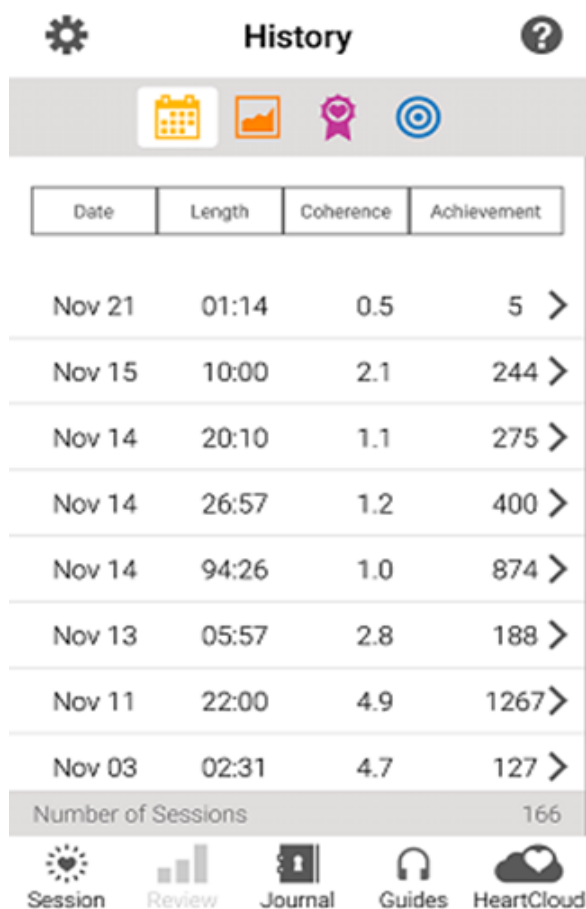 History
Date Length Coherence Achievement
Nov 21 01:14 0.5 5
Nov 15 10:00 2.1 244
Nov 14 20:10 1.1 275
Nov 14 26:57 1.2 400
Nov 14 94:26 1.0 874
Nov 13 05:57 2.8 188
Nov 11 22:00 4.9 1267
Nov 03 02:31 4.7 127
Number of Sessions 166
Session Review Journal Guides HeartCloud